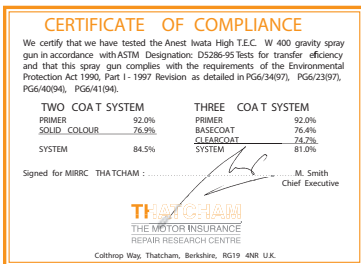 CERTIFICATE OF COMPLIANCE
We certify that we have tested the Anest Iwata High T.E.C. W 400 gravity spray
gun in accordance with ASTM Designation: D5286-95 Tests for transfer efficiency
and that this spray gun complies with the requirements of the Environmental
Protection Act 1990, Part I - 1997 Revision as detailed in PG6/34(97), PG6/23(97),
PG6/40(94), PG6/41(94).
TWO COAT SYSTEM
PRIMER 92.0%
SOLID COLOUR 76.9%
SYSTEM 84.5%
THREE COAT SYSTEM
PRIMER 92.0%
BASECOAT 76.4%
CLEARCOAT 74.7%
SYSTEM 81.0%
Signed for MIRRC THATCHAM : M. Smith
Chief Executive
THATCHAM
THE MOTOR INSURANCE
REPAIR RESEARCH CENTRE
Colthrop Way, Thatcham, Berkshire, RG19 4NR U.K.